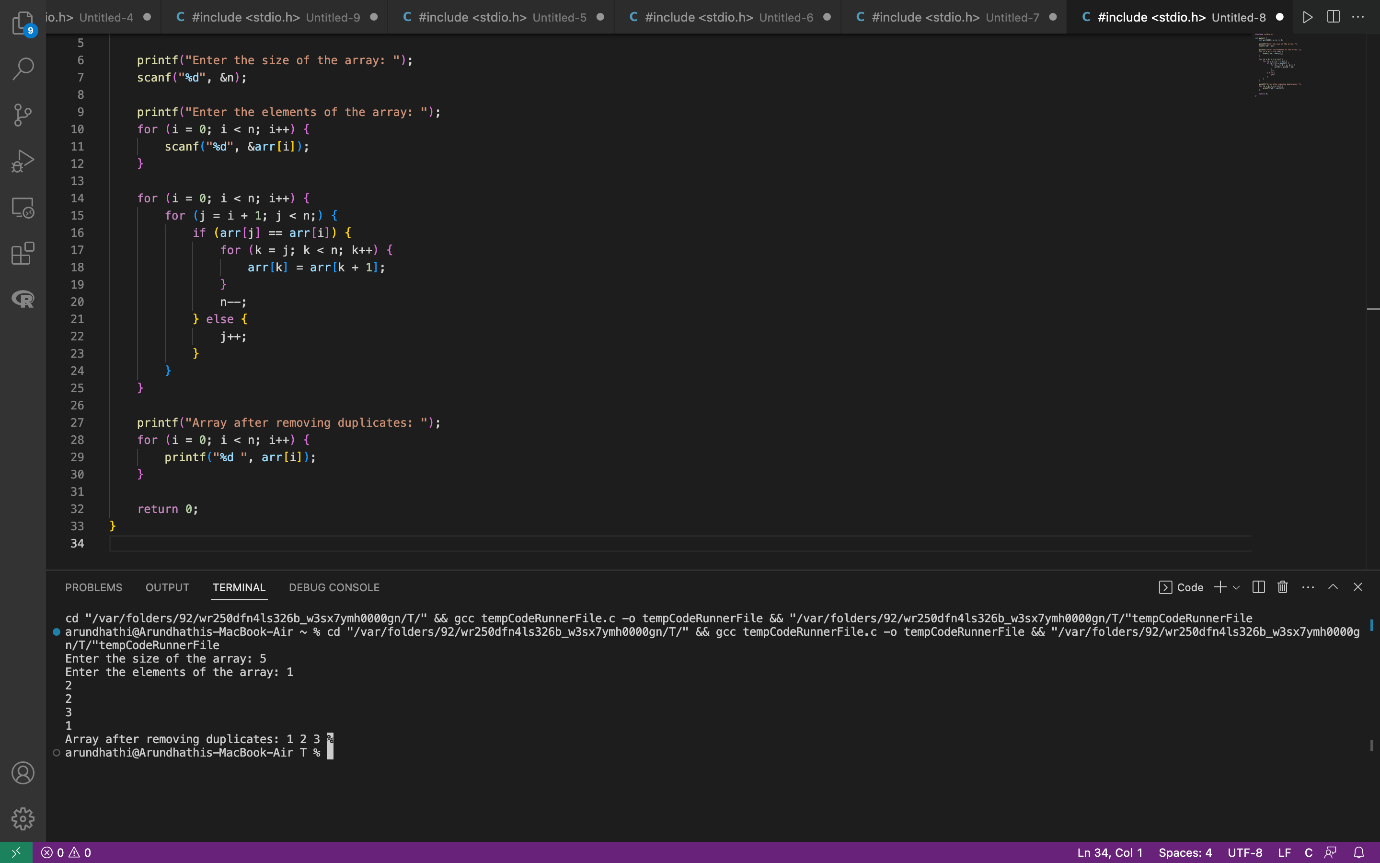 io.h> Untitled-4
C #include <stdio.h> Untitled-9
C #include <stdio.h> Untitled-5
C #include <stdio.h> Untitled-6
C #include <stdio.h> Untitled-7
C #include <stdio.h> Untitled-8
9
5
6 printf("Enter the size of the array: ");
7 scanf("%d", &n);
8
9 printf("Enter the elements of the array: ");
10 for (i = 0; i < n; i++) {
11 scanf("%d", &arr[i]);
12 }
13
14 for (i = 0; i < n; i++) {
15 for (j = i + 1; j < n;) {
16 if (arr[j] == arr[i]) {
17 for (k = j; k < n; k++) {
18 arr[k] = arr[k + 1];
19 }
20 n--;
21 } else {
22 j++;
23 }
24 }
25 }
26
27 printf("Array after removing duplicates: ");
28 for (i = 0; i < n; i++) {
29 printf("%d ", arr[i]);
30 }
31
32 return 0;
33 }
34
PROBLEMS OUTPUT TERMINAL DEBUG CONSOLE Code
cd "/var/folders/92/wr250dfn4ls326b_w3sx7ymh0000gn/T/" && gcc tempCodeRunnerFile.c -o tempCodeRunnerFile && "/var/folders/92/wr250dfn4ls326b_w3sx7ymh0000gn/T/"tempCodeRunnerFile
arundhathi@Arundhathis-MacBook-Air ~ % cd "/var/folders/92/wr250dfn4ls326b_w3sx7ymh0000gn/T/" && gcc tempCodeRunnerFile.c -o tempCodeRunnerFile && "/var/folders/92/wr250dfn4ls326b_w3sx7ymh0000g
n/T/"tempCodeRunnerFile
Enter the size of the array: 5
Enter the elements of the array: 1
2
2
3
1
Array after removing duplicates: 1 2 3 %
arundhathi@Arundhathis-MacBook-Air T %
0 0 Ln 34, Col 1 Spaces: 4 UTF-8 LF C